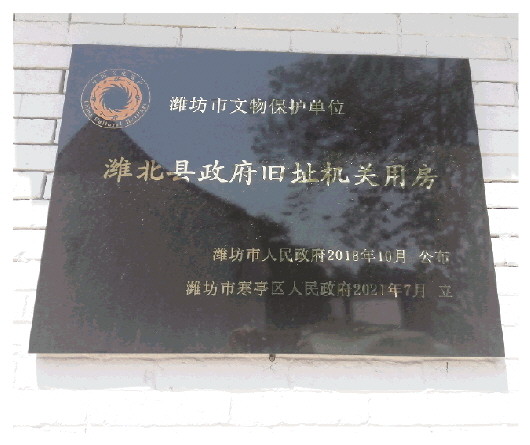 潍坊市文物保护单位
潍北县政府旧址机关用房
潍坊市人民政府2018年10月 公布
潍坊市寒亭区人民政府2021年7月 立